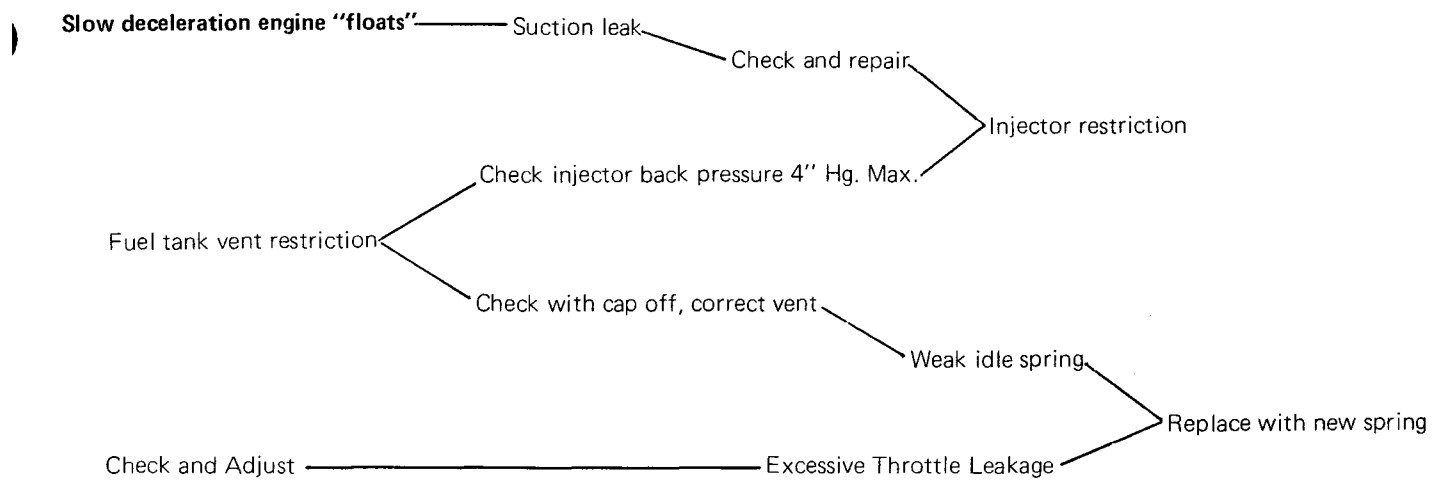 Slow deceleration engine "floats"
Suction leak
Check and repair
Injector restriction
Check injector back pressure 4" Hg. Max.
Fuel tank vent restriction
Check with cap off, correct vent
Weak idle spring
Replace with new spring
Excessive Throttle Leakage
Check and Adjust